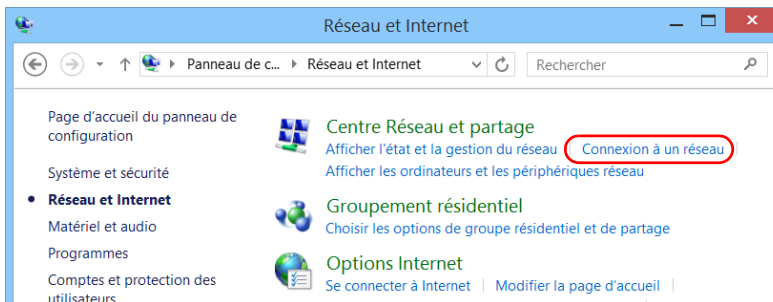 Réseau et Internet
Panneau de c... Réseau et Internet Rechercher
Page d'accueil du panneau de
configuration
Système et sécurité
Réseau et Internet
Matériel et audio
Programmes
Comptes et protection des
utilisateurs
Centre Réseau et partage
Afficher l'état et la gestion du réseau Connexion à un réseau
Afficher les ordinateurs et les périphériques réseau
Groupement résidentiel
Choisir les options de groupe résidentiel et de partage
Options Internet
Se connecter à Internet Modifier la page d'accueil